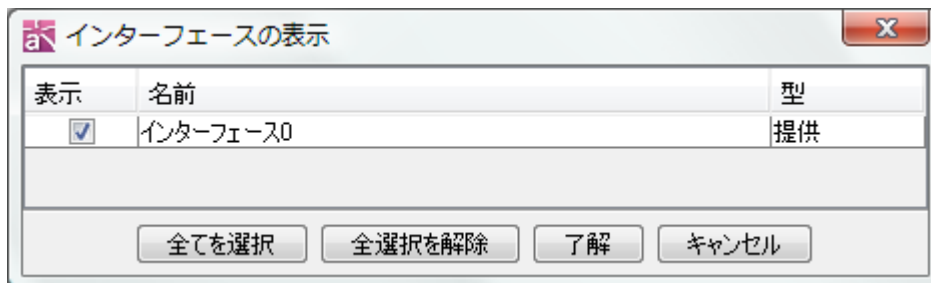 インターフェースの表示
表示 名前 型
インターフェース0 提供
全てを選択 全選択を解除 了解 キャンセル